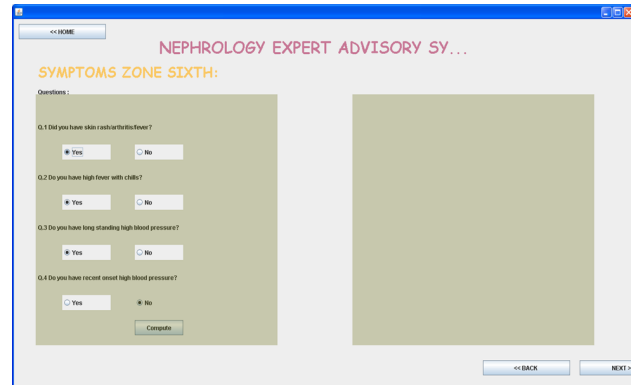 << HOME
NEPHROLOGY EXPERT ADVISORY SY...
SYMPTOMS ZONE SIXTH:
Questions :
Q.1 Did you have skin rash/arthritis/fever?
Yes No
Q.2 Do you have high fever with chills?
Yes No
Q.3 Do you have long standing high blood pressure?
Yes No
Q.4 Do you have recent onset high blood pressure?
Yes No
Compute
<< BACK NEXT >